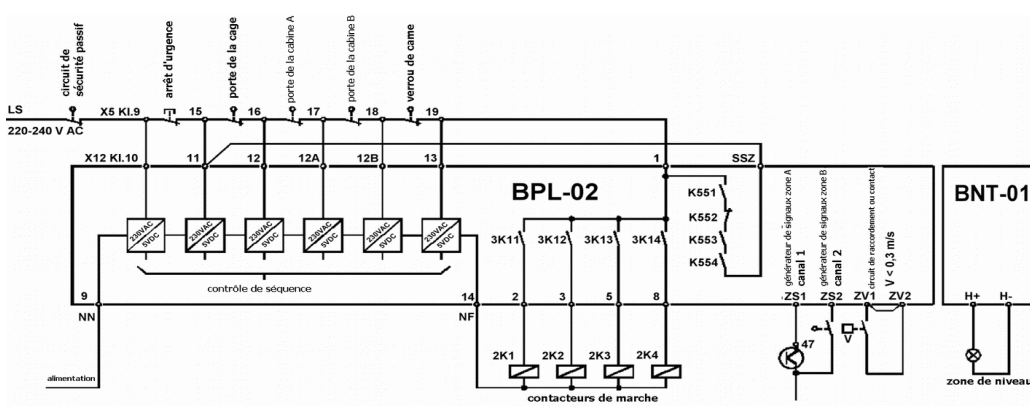 circuit de
sécurité passif
arrêt d'urgence
porte de la cage
porte de la cabine A
porte de la cabine B
verrou de came
LS
X5 Kl.9
15
16
17
18
19
220-240 V AC
X12 Kl.10
11
12
12A
12B
13
1
SSZ
BPL-02
BNT-01
K551
K552
K553
K554
230VAC
5VDC
230VAC
5VDC
230VAC
5VDC
230VAC
5VDC
230VAC
5VDC
230VAC
5VDC
3K11
3K12
3K13
3K14
générateur de signaux zone A
canal 1
générateur de signaux zone B
canal 2
circuit de raccordement ou contact
V < 0,3 m/s
contrôle de séquence
9
14
2
3
5
8
ZS1
ZS2
ZV1
ZV2
H+
H-
NN
NF
47
V
2K1
2K2
2K3
2K4
alimentation
contacteurs de marche
zone de niveau